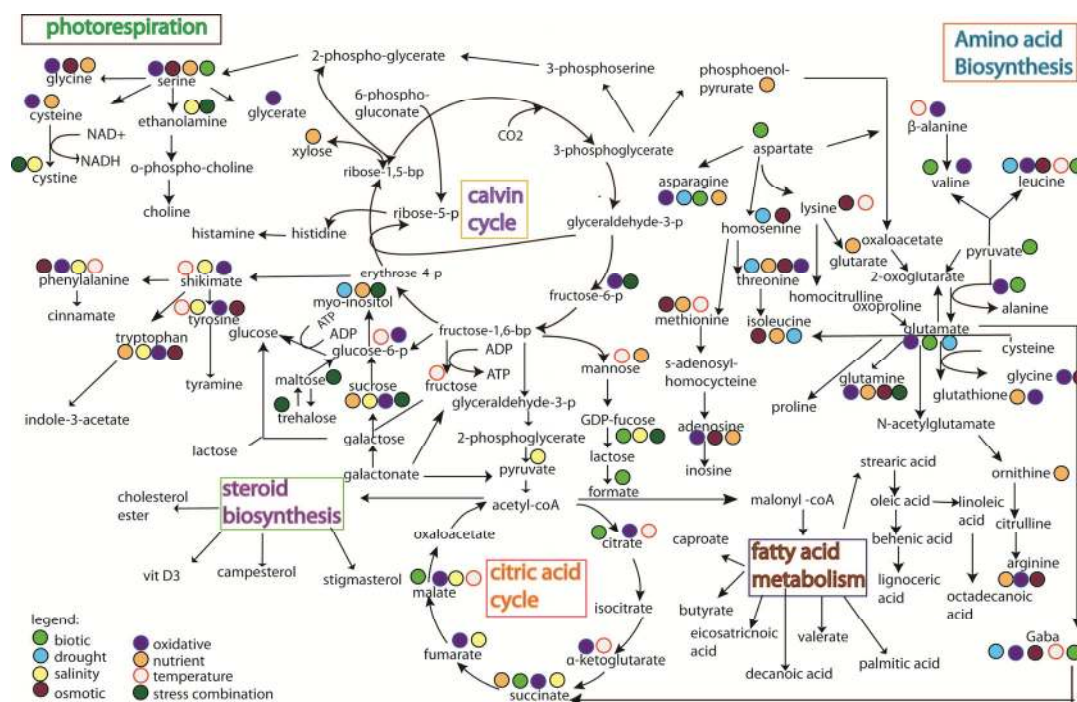 photorespiration
Amino acid
Biosynthesis
2-phospho-glycerate
3-phosphoserine
phosphoenol-
pyrurate
glycine
serine
6-phospho-
gluconate
cysteine
ethanolamine
glycerate
NAD+
NADH
cystine
xylose
CO2
3-phosphoglycerate
aspartate
β-alanine
o-phospho-choline
ribose-1,5-bp
asparagine
valine
leucine
calvin
cycle
choline
ribose-5-p
glyceraldehyde-3-p
homosenine
lysine
histamine
histidine
oxaloacetate
glutarate
pyruvate
phenylalanine
shikimate
erythrose 4-p
myo-inositol
threonine
2-oxoglutarate
homocitrulline
oxoproline
alanine
fructose-6-p
cinnamate
tyrosine
glucose
ATP
ADP
methionine
isoleucine
glutamate
tryptophan
glucose-6-p
fructose-1,6-bp
ADP
ATP
mannose
s-adenosyl-
homocyteine
cysteine
tyramine
maltose
sucrose
fructose
glutamine
glycine
glutathione
proline
trehalose
glyceraldehyde-3-p
GDP-fucose
adenosine
N-acetylglutamate
indole-3-acetate
lactose
galactose
2-phosphoglycerate
lactose
inosine
pyruvate
galactonate
formate
strearic acid
ornithine
steroid
biosynthesis
cholesterol
ester
acetyl-coA
malonyl -coA
oleic acid
linoleic
acid
citrulline
oxaloacetate
citrate
caproate
fatty acid
metabolism
behenic acid
arginine
vit D3
campesterol
stigmasterol
malate
citric acid
cycle
lignoceric
acid
octadecanoic
acid
isocitrate
butyrate
eicosatricnoic
acid
valerate
palmitic acid
decanoic acid
Gaba
fumarate
α-ketoglutarate
succinate
legend:
biotic
drought
salinity
osmotic
oxidative
nutrient
temperature
stress combination